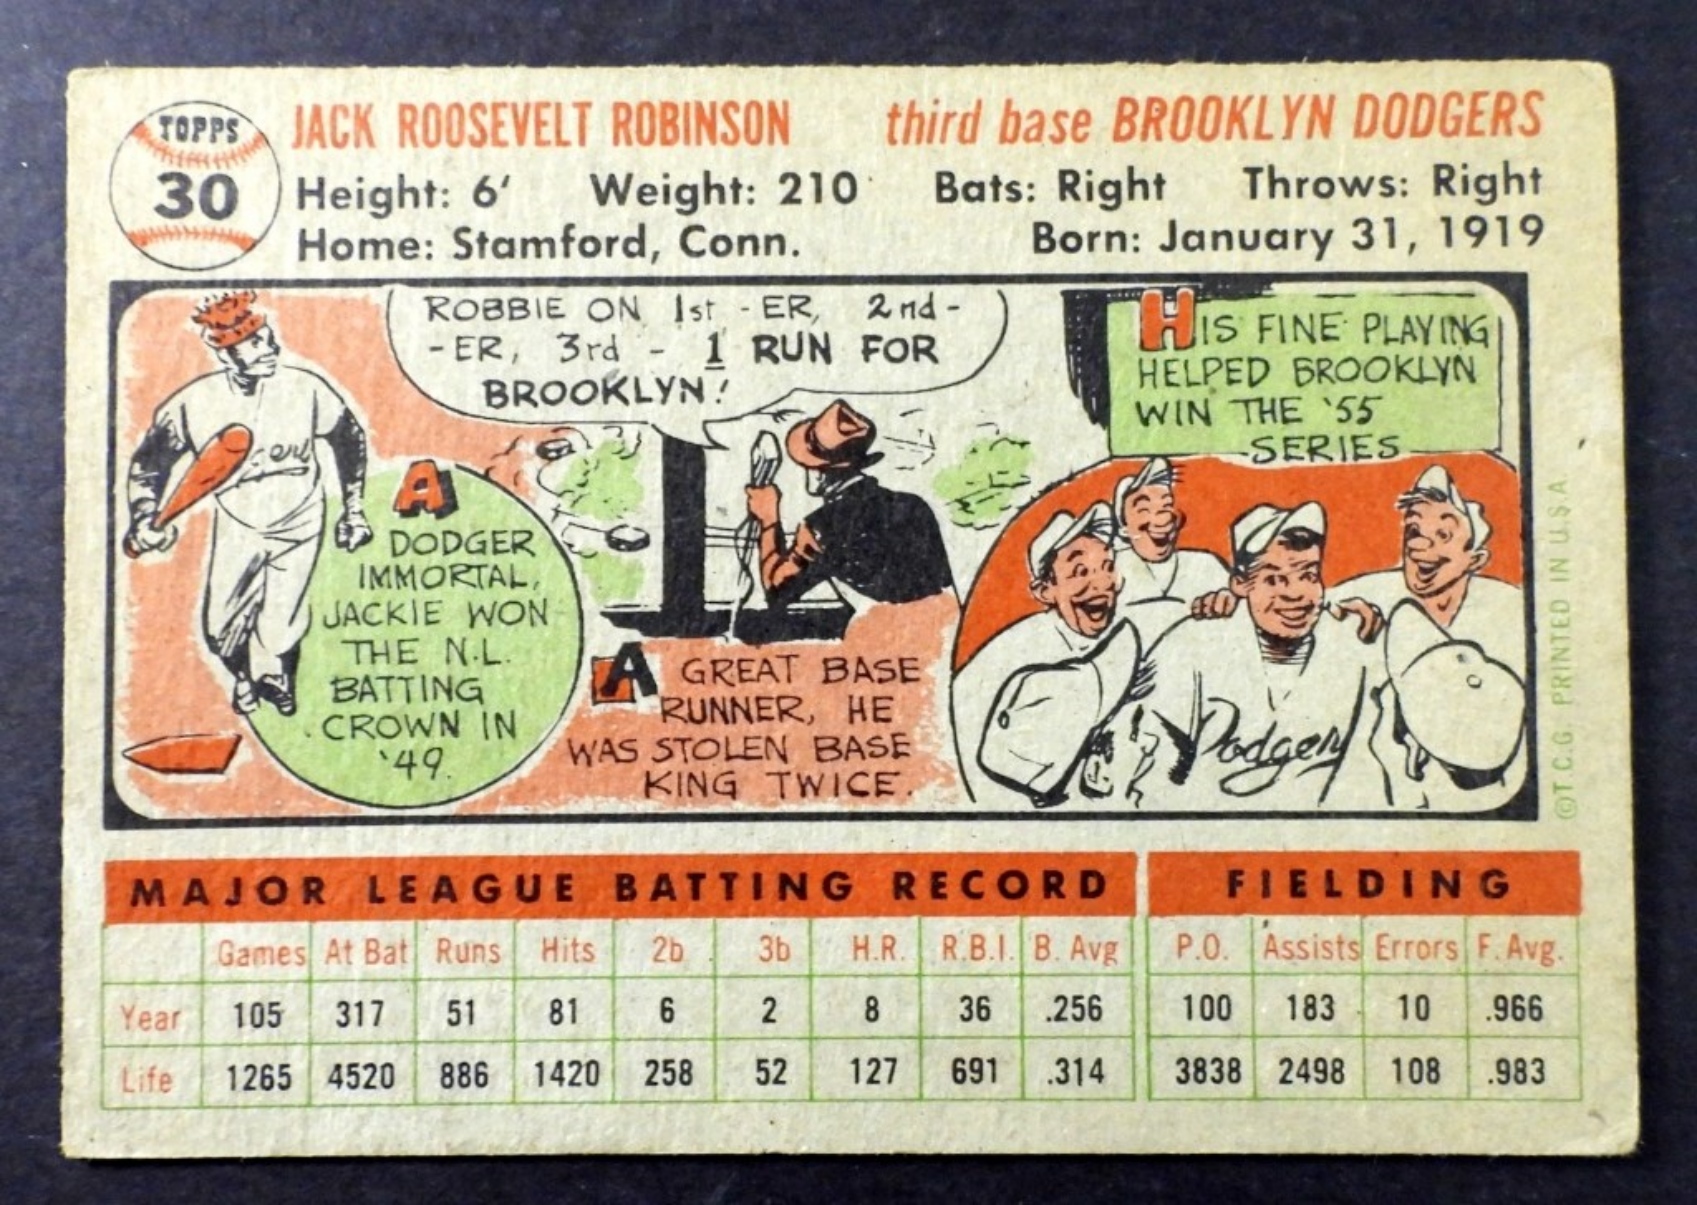 TOPPS
30
JACK ROOSEVELT ROBINSON third base BROOKLYN DODGERS
Height: 6' Weight: 210 Bats: Right Throws: Right
Home: Stamford, Conn. Born: January 31, 1919
ROBBIE ON 1st -ER, 2nd-
-ER, 3rd - 1 RUN FOR
BROOKLYN!
HIS FINE PLAYING
HELPED BROOKLYN
WIN THE '55
SERIES
A
DODGER
IMMORTAL,
JACKIE WON
THE N.L.
BATTING
CROWN IN
'49.
A GREAT BASE
RUNNER, HE
WAS STOLEN BASE
KING TWICE.
Dodgers
©T.C.G. PRINTED IN U.S.A.
MAJOR LEAGUE BATTING RECORD FIELDING
Games At Bat Runs Hits 2b 3b H.R. R.B.I. B. Avg P.O. Assists Errors F. Avg.
Year 105 317 51 81 6 2 8 36 .256 100 183 10 .966
Life 1265 4520 886 1420 258 52 127 691 .314 3838 2498 108 .983